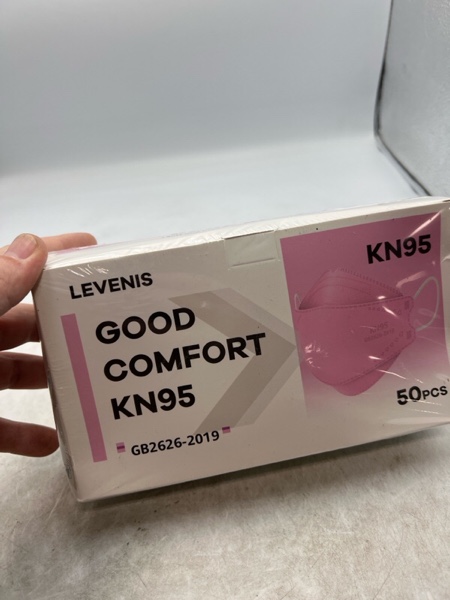 LEVENIS
GOOD
COMFORT
KN95
GB2626-2019
KN95
50PCS